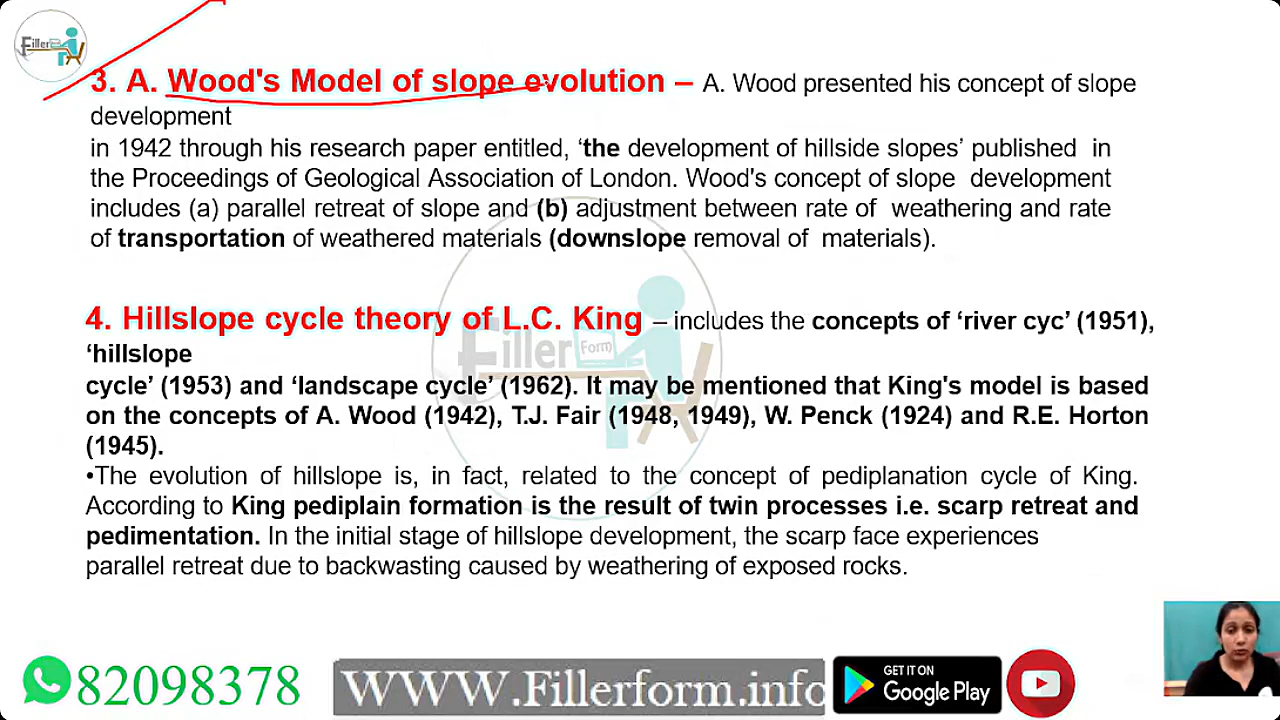 Filler
3. A. Wood's Model of slope evolution – A. Wood presented his concept of slope
development
in 1942 through his research paper entitled, ‘the development of hillside slopes’ published in
the Proceedings of Geological Association of London. Wood's concept of slope development
includes (a) parallel retreat of slope and (b) adjustment between rate of weathering and rate
of transportation of weathered materials (downslope removal of materials).
4. Hillslope cycle theory of L.C. King – includes the concepts of ‘river cyc’ (1951),
‘hillslope
Filler Form
cycle’ (1953) and ‘landscape cycle’ (1962). It may be mentioned that King's model is based
on the concepts of A. Wood (1942), T.J. Fair (1948, 1949), W. Penck (1924) and R.E. Horton
(1945).
•The evolution of hillslope is, in fact, related to the concept of pediplanation cycle of King.
According to King pediplain formation is the result of twin processes i.e. scarp retreat and
pedimentation. In the initial stage of hillslope development, the scarp face experiences
parallel retreat due to backwasting caused by weathering of exposed rocks.
82098378
WWW.Fillerform.info
GET IT ON
Google Play